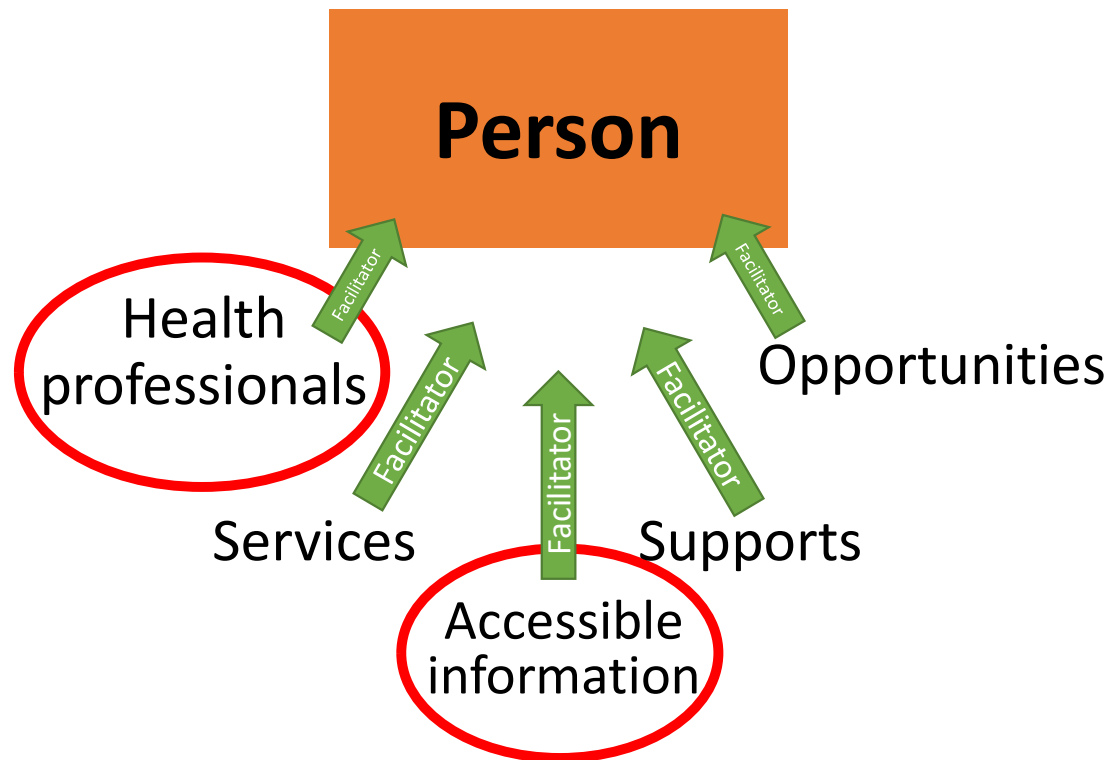 Person
Facilitator
Facilitator
Health
professionals
Opportunities
Facilitator
Facilitator
Facilitator
Services
Supports
Accessible
information